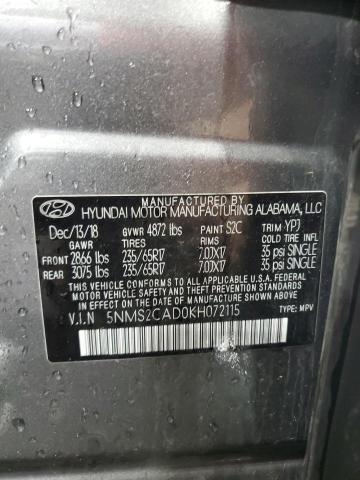 MANUFACTURED BY
HYUNDAI MOTOR MANUFACTURING ALABAMA, LLC
Dec/13/18 GVWR 4872 lbs PAINT S2C TRIM YPJ
GAWR TIRES RIMS COLD TIRE INFL
FRONT 2866 lbs 235/65R17 7.0JX17 35 psi SINGLE
REAR 3075 lbs 235/65R17 7.0JX17 35 psi SINGLE
THIS VEHICLE CONFORMS TO ALL APPLICABLE U.S.A. FEDERAL
MOTOR VEHICLE SAFETY AND THEFT PREVENTION
STANDARDS IN EFFECT ON THE DATE OF MANUFACTURE
SHOWN ABOVE.
V.I.N 5NMS2CAD0KH072115 TYPE: MPV